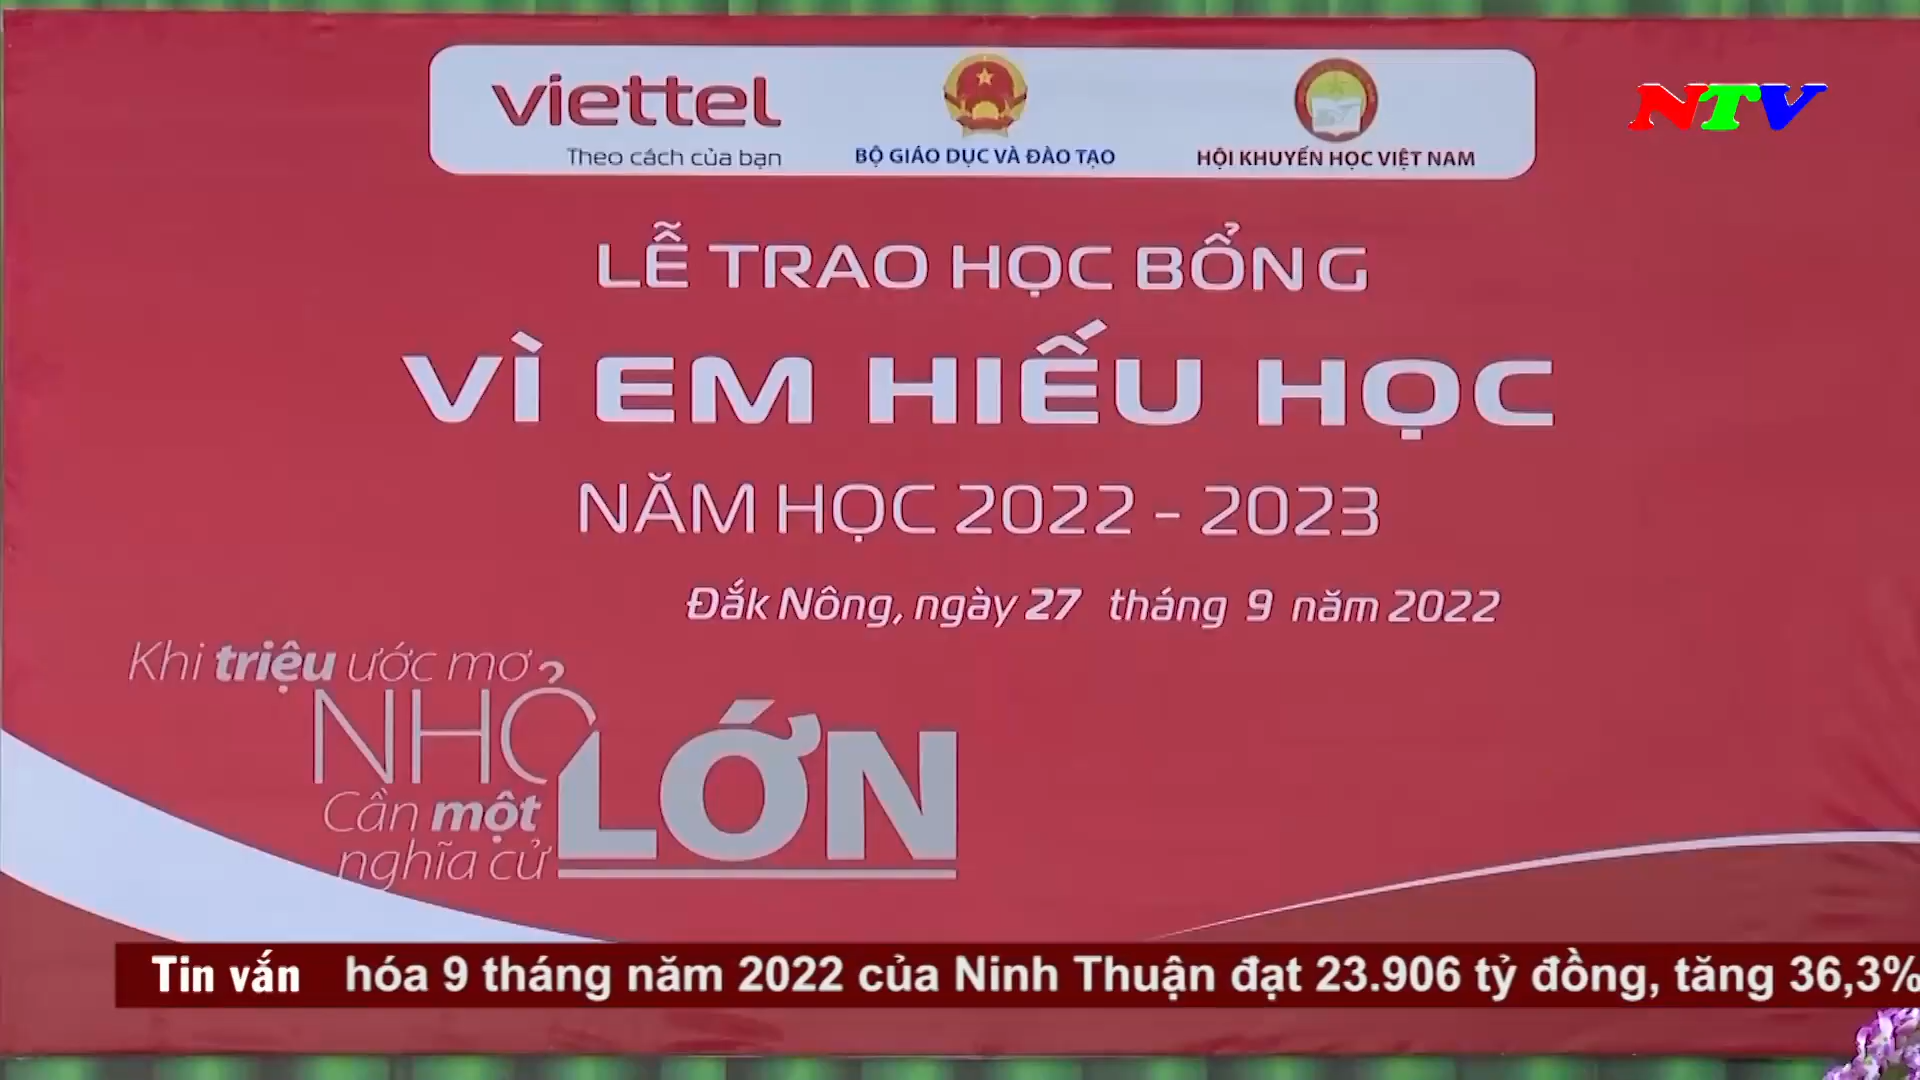 viettel
Theo cách của bạn
BỘ GIÁO DỤC VÀ ĐÀO TẠO
HỘI KHUYẾN HỌC VIỆT NAM
NTV
LỄ TRAO HỌC BỔNG
VÌ EM HIẾU HỌC
NĂM HỌC 2022 - 2023
Đắk Nông, ngày 27 tháng 9 năm 2022
Khi triệu ước mơ
NHỎ
Cần một
nghĩa cử
LỚN
Tin vắn hóa 9 tháng năm 2022 của Ninh Thuận đạt 23.906 tỷ đồng, tăng 36,3%